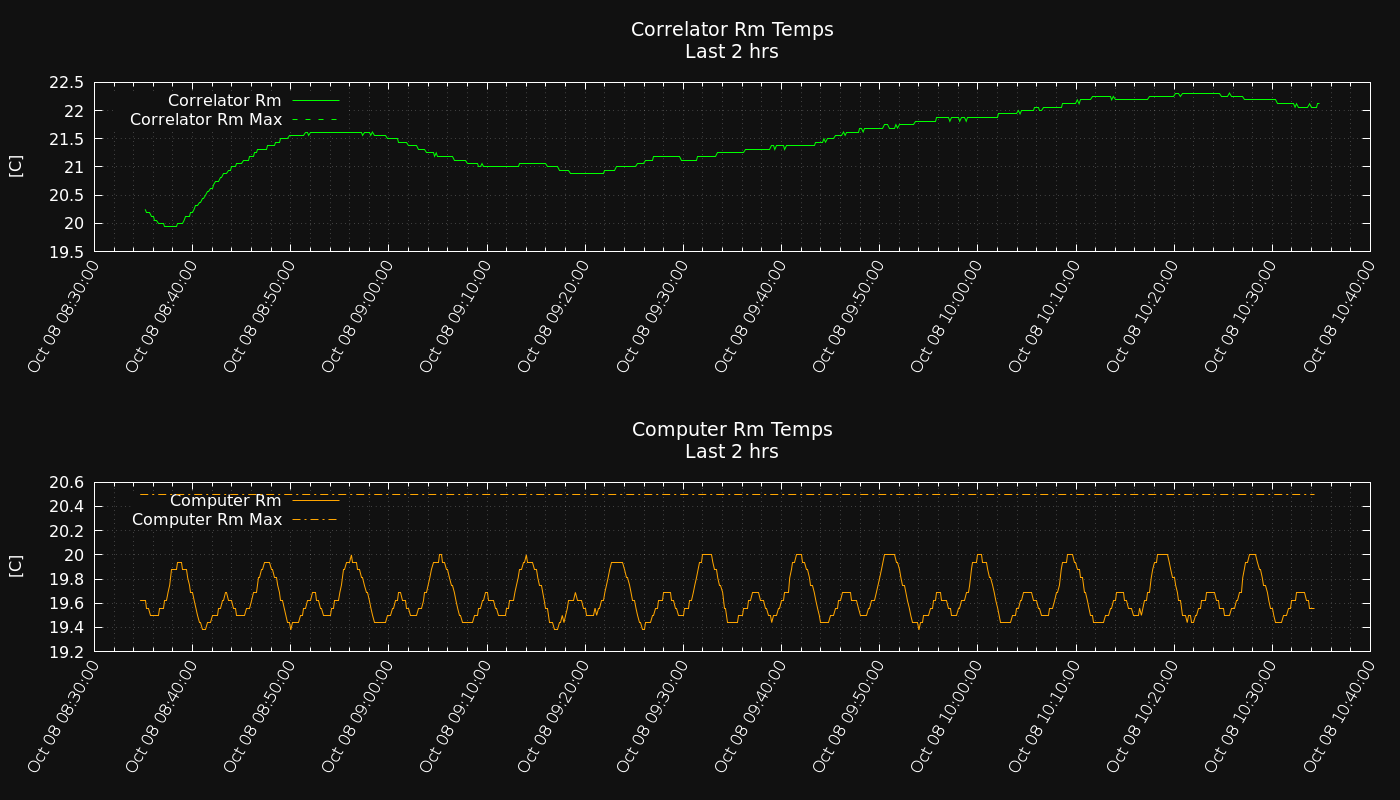 Correlator Rm Temps
Last 2 hrs
22.5
22
21.5
21
20.5
20
19.5
[C]
Correlator Rm
Correlator Rm Max
Oct 08 08:30:00
Oct 08 08:40:00
Oct 08 08:50:00
Oct 08 09:00:00
Oct 08 09:10:00
Oct 08 09:20:00
Oct 08 09:30:00
Oct 08 09:40:00
Oct 08 09:50:00
Oct 08 10:00:00
Oct 08 10:10:00
Oct 08 10:20:00
Oct 08 10:30:00
Oct 08 10:40:00
Computer Rm Temps
Last 2 hrs
20.6
20.4
20.2
20
19.8
19.6
19.4
19.2
[C]
Computer Rm
Computer Rm Max
Oct 08 08:30:00
Oct 08 08:40:00
Oct 08 08:50:00
Oct 08 09:00:00
Oct 08 09:10:00
Oct 08 09:20:00
Oct 08 09:30:00
Oct 08 09:40:00
Oct 08 09:50:00
Oct 08 10:00:00
Oct 08 10:10:00
Oct 08 10:20:00
Oct 08 10:30:00
Oct 08 10:40:00